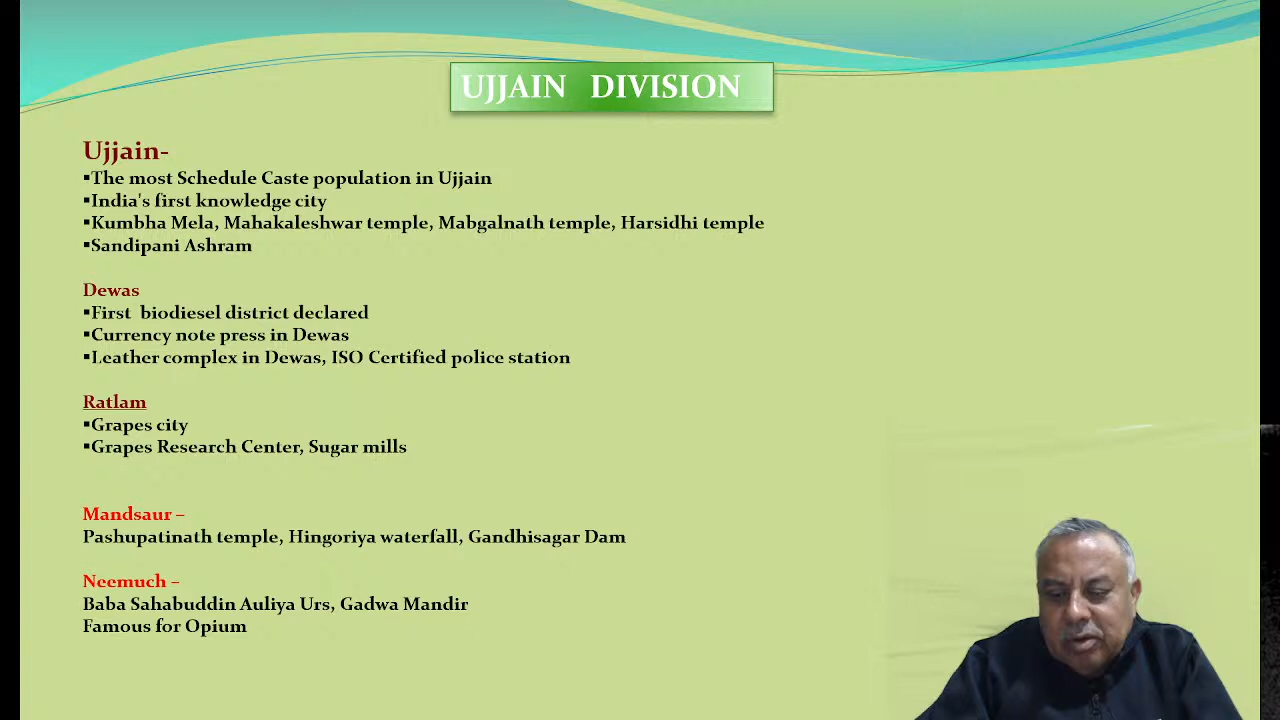 UJJAIN DIVISION
Ujjain-
▪The most Schedule Caste population in Ujjain
▪India's first knowledge city
▪Kumbha Mela, Mahakaleshwar temple, Mabgalnath temple, Harsidhi temple
▪Sandipani Ashram
Dewas
▪First biodiesel district declared
▪Currency note press in Dewas
▪Leather complex in Dewas, ISO Certified police station
Ratlam
▪Grapes city
▪Grapes Research Center, Sugar mills
Mandsaur –
Pashupatinath temple, Hingoriya waterfall, Gandhisagar Dam
Neemuch –
Baba Sahabuddin Auliya Urs, Gadwa Mandir
Famous for Opium